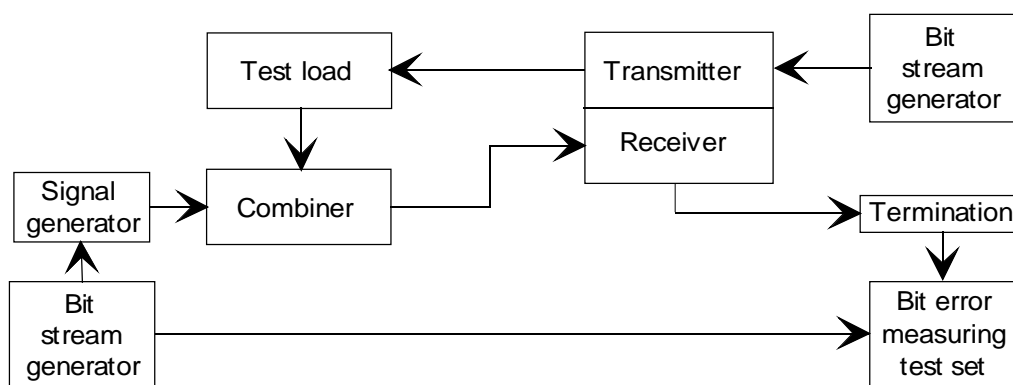 Test load
Transmitter
Bit
stream
generator
Receiver
Signal
generator
Combiner
Termination
Bit
stream
generator
Bit error
measuring
test set